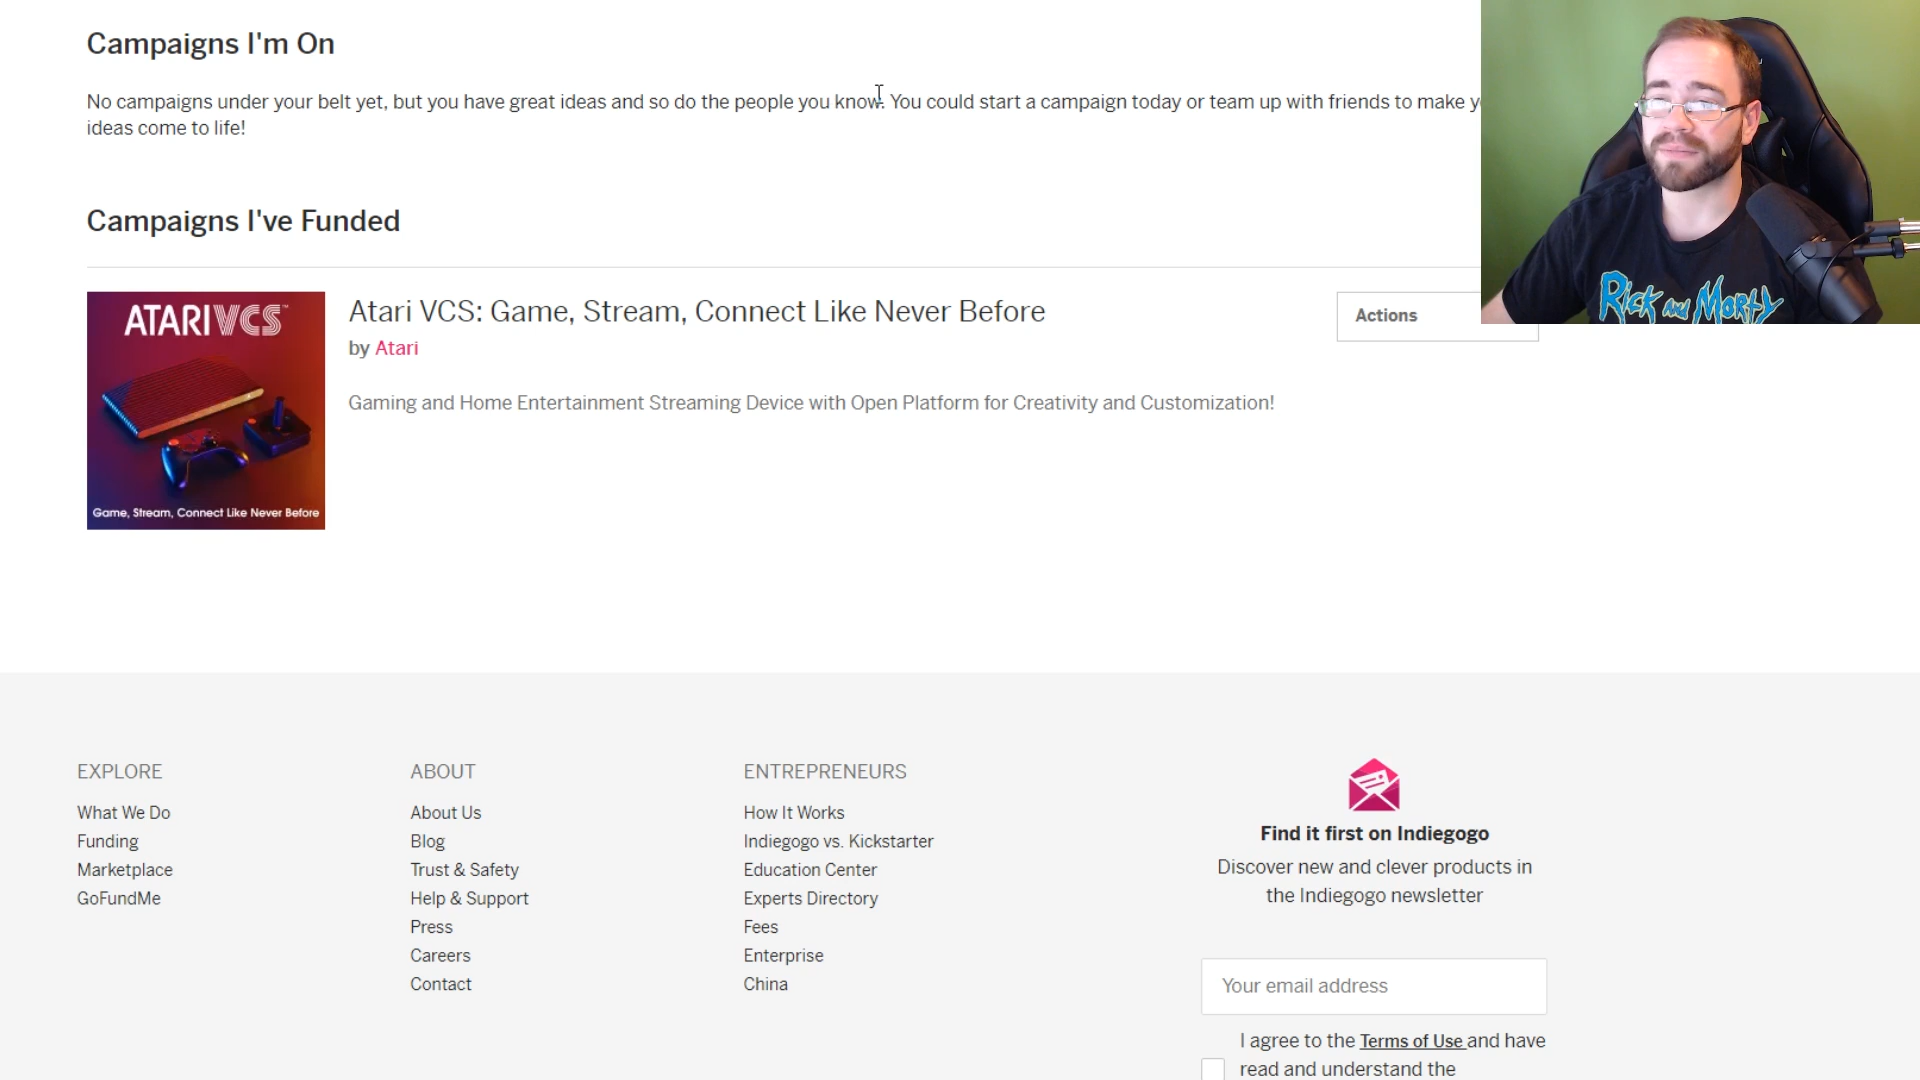 Campaigns I'm On
No campaigns under your belt yet, but you have great ideas and so do the people you know. You could start a campaign today or team up with friends to make
ideas come to life!
Campaigns I've Funded
ATARI VCS™
Game, Stream, Connect Like Never Before
Atari VCS: Game, Stream, Connect Like Never Before
by Atari
Gaming and Home Entertainment Streaming Device with Open Platform for Creativity and Customization!
Actions
Rick and Morty
EXPLORE
What We Do
Funding
Marketplace
GoFundMe
ABOUT
About Us
Blog
Trust & Safety
Help & Support
Press
Careers
Contact
ENTREPRENEURS
How It Works
Indiegogo vs. Kickstarter
Education Center
Experts Directory
Fees
Enterprise
China
Find it first on Indiegogo
Discover new and clever products in
the Indiegogo newsletter
Your email address
I agree to the Terms of Use and have
read and understand the